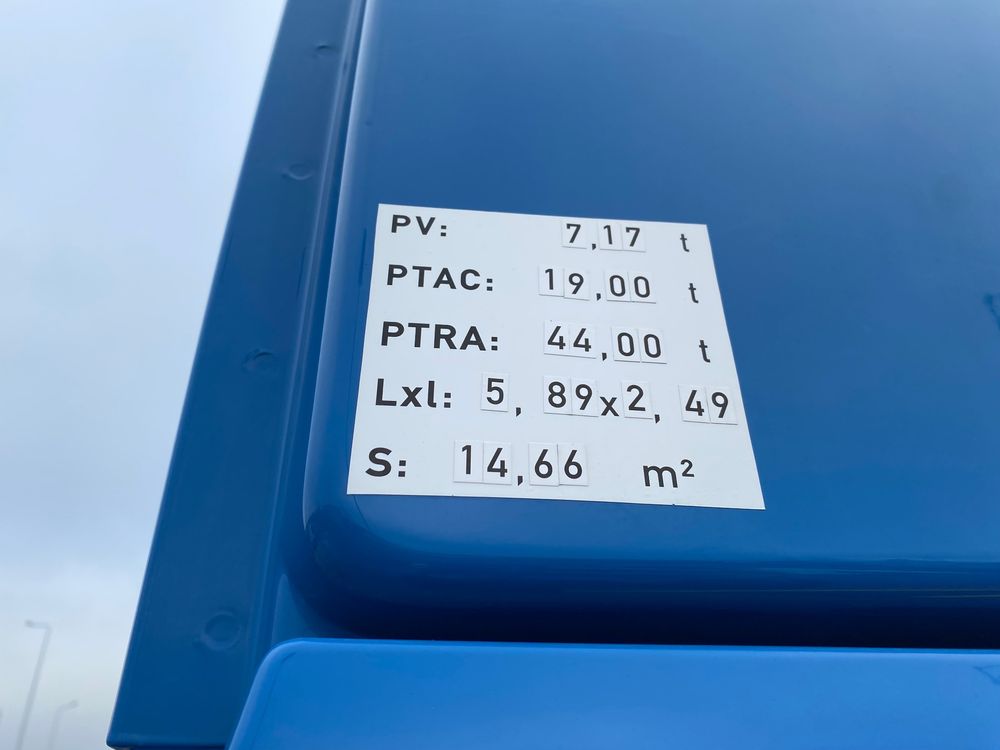 PV: 7,17 t
PTAC: 19,00 t
PTRA: 44,00 t
Lxl: 5, 89x2, 49
S: 14,66 m²